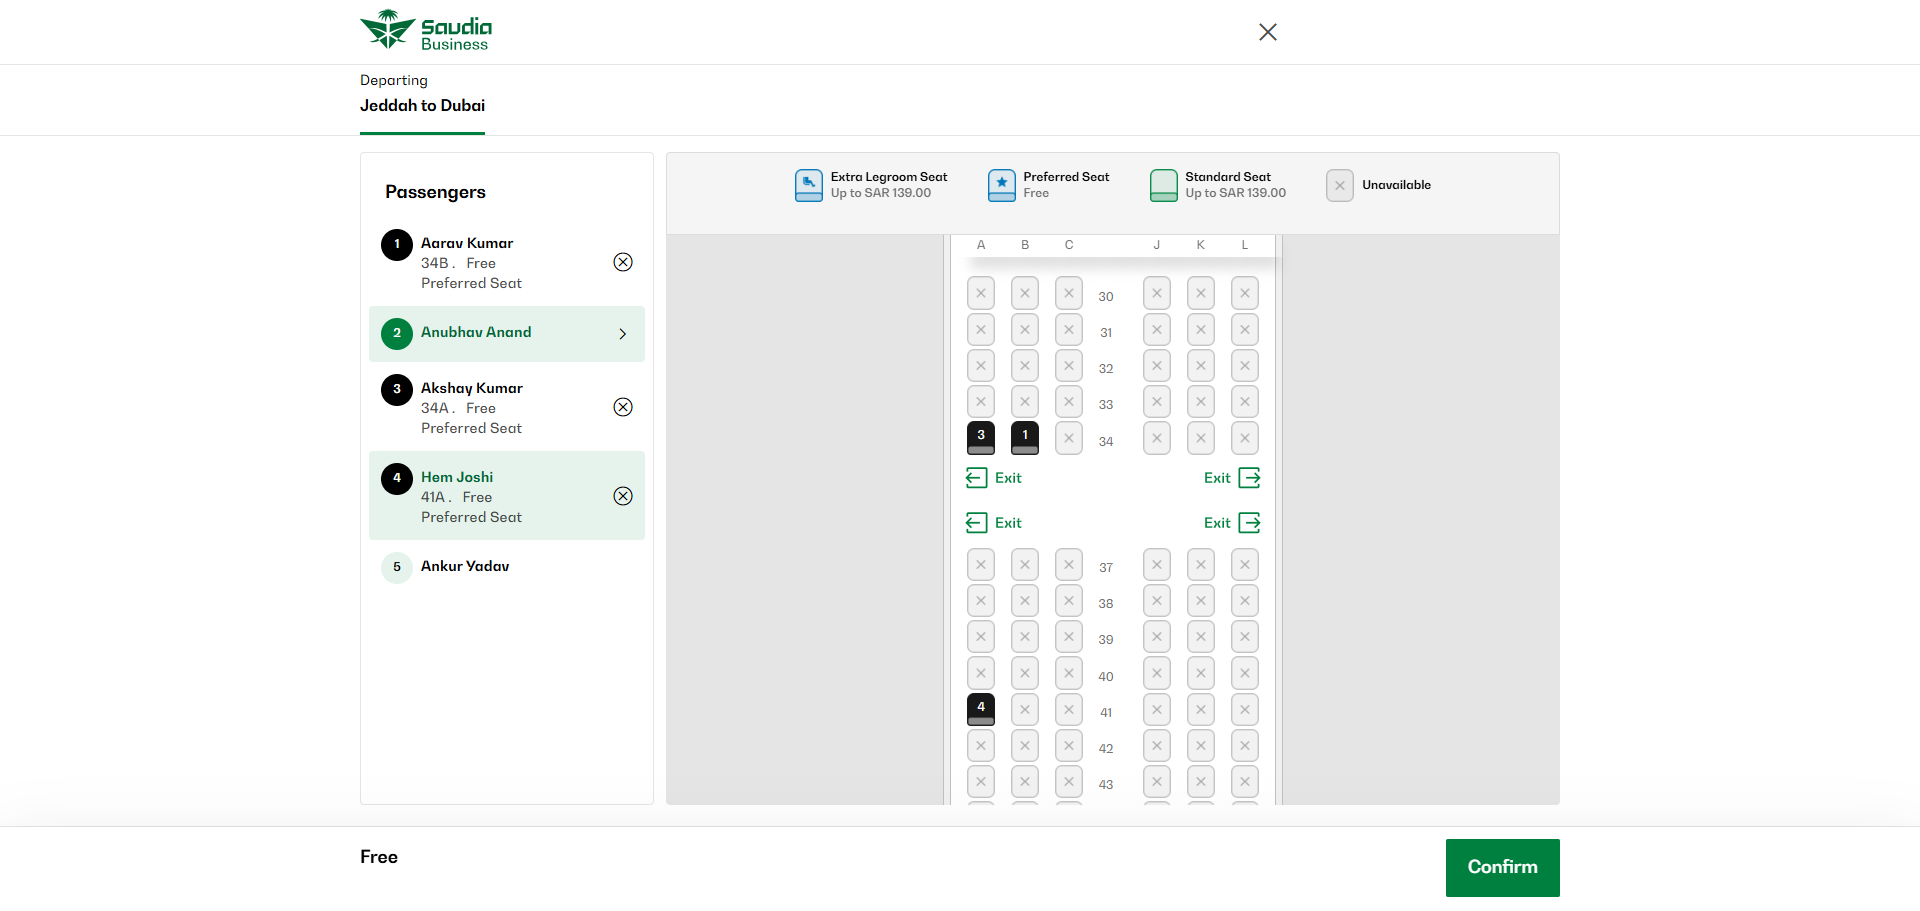 Saudia
Business
Departing
Jeddah to Dubai
Passengers
1 Aarav Kumar
34B . Free
Preferred Seat
2 Anubhav Anand
3 Akshay Kumar
34A . Free
Preferred Seat
4 Hem Joshi
41A . Free
Preferred Seat
5 Ankur Yadav
Extra Legroom Seat
Up to SAR 139.00
Preferred Seat
Free
Standard Seat
Up to SAR 139.00
Unavailable
A B C J K L
30
31
32
33
3 1 34
Exit Exit
Exit Exit
37
38
39
40
4 41
42
43
Free
Confirm